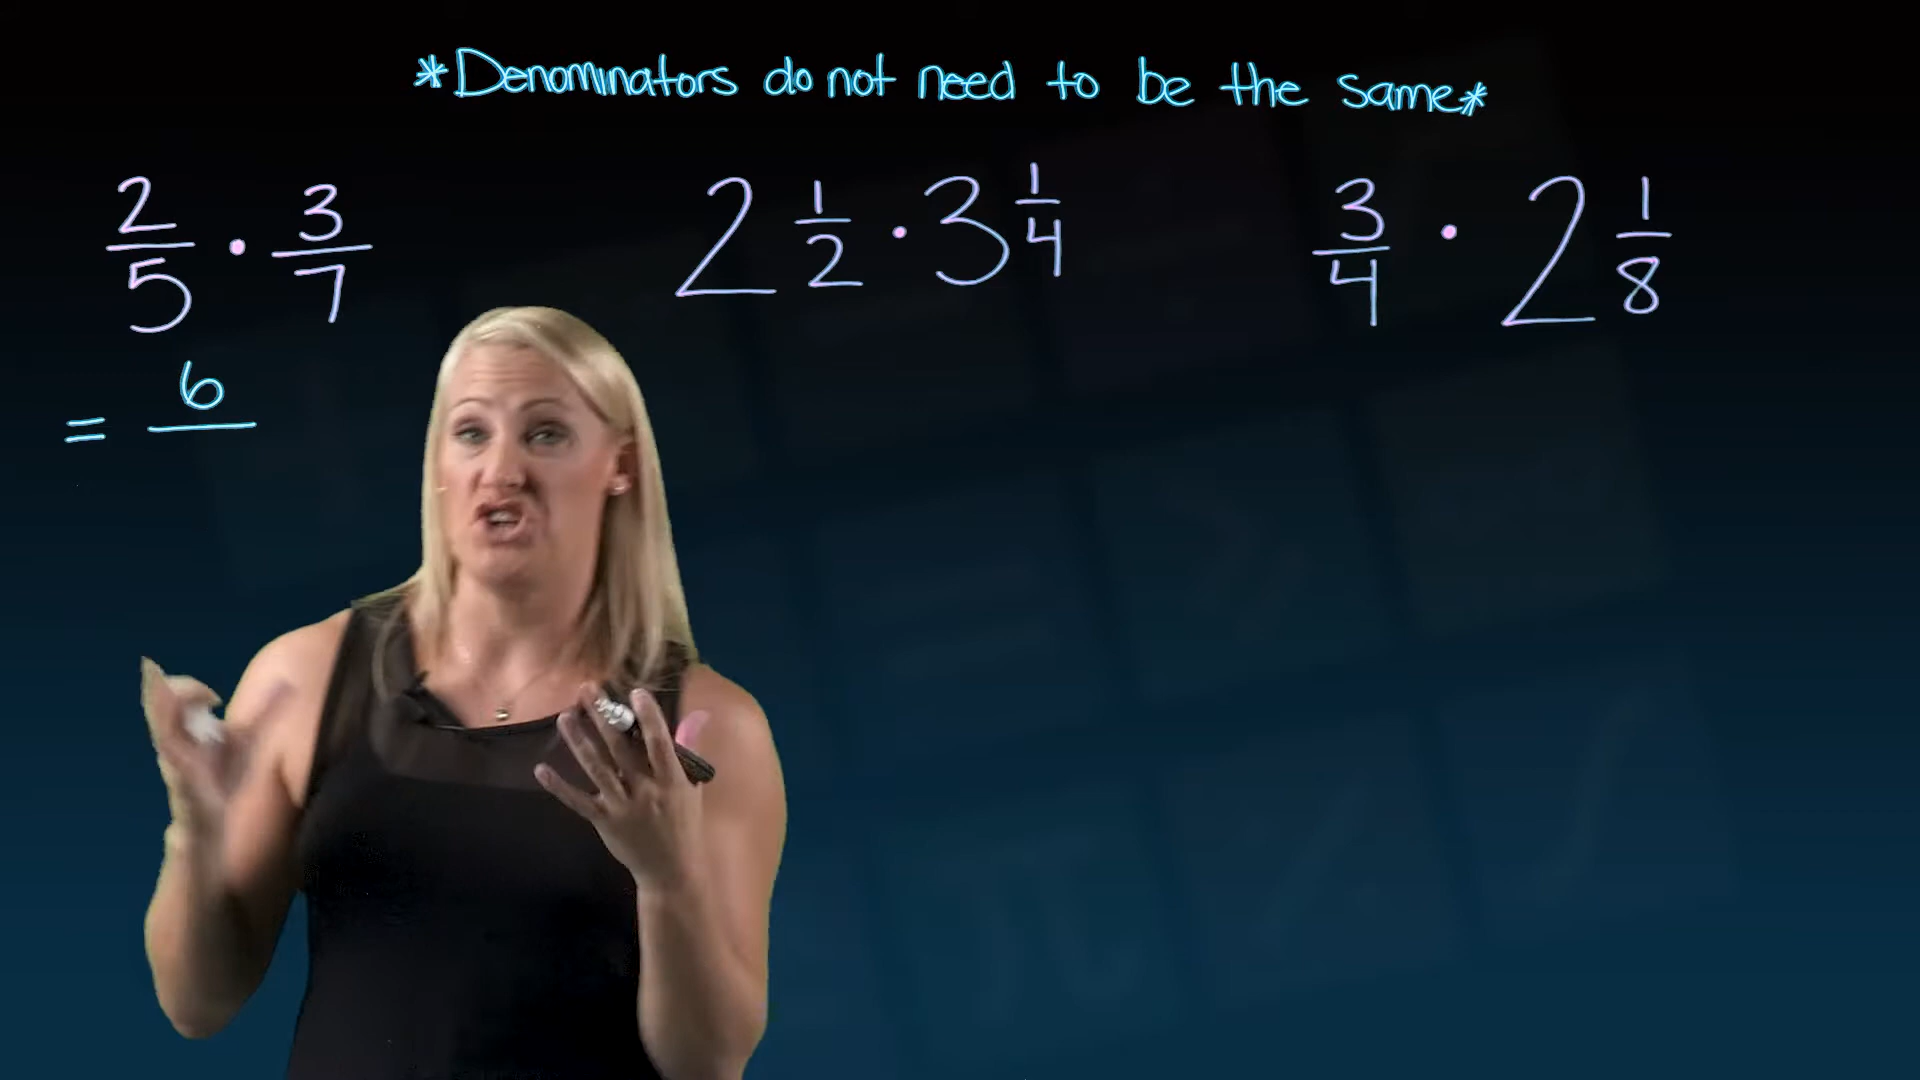 *Denominators do not need to be the same*
2/5 · 3/7
= 6/
2 1/2 · 3 1/4
3/4 · 2 1/8